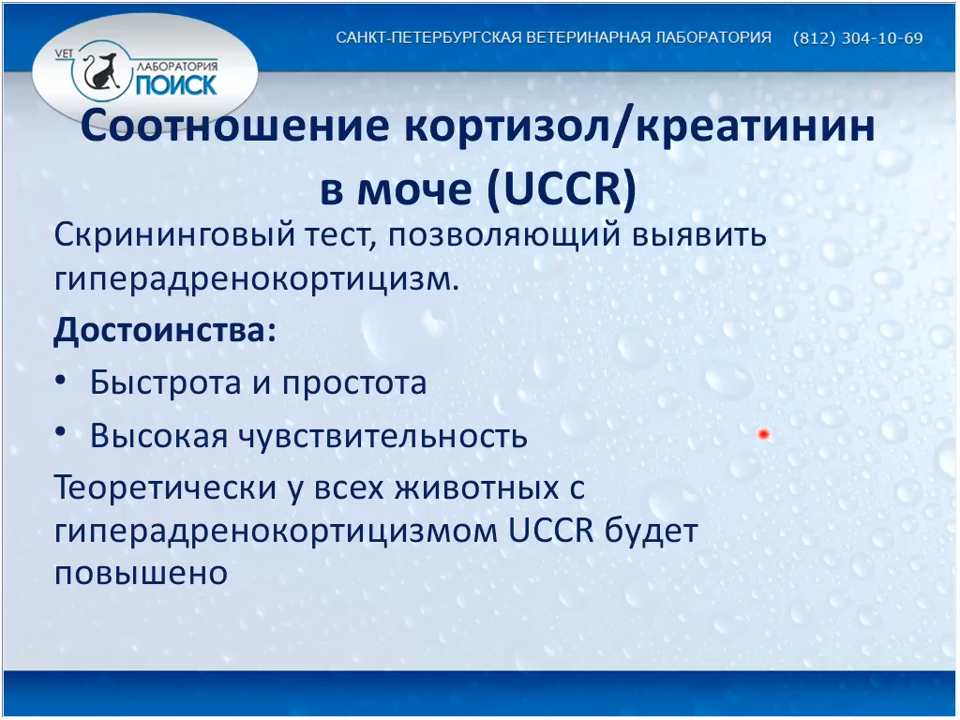 САНКТ-ПЕТЕРБУРГСКАЯ ВЕТЕРИНАРНАЯ ЛАБОРАТОРИЯ (812) 304-10-69
VET
ЛАБОРАТОРИЯ
ПОИСК
Соотношение кортизол/креатинин
в моче (UCCR)
Скрининговый тест, позволяющий выявить
гиперадренокортицизм.
Достоинства:
• Быстрота и простота
• Высокая чувствительность
Теоретически у всех животных с
гиперадренокортицизмом UCCR будет
повышено